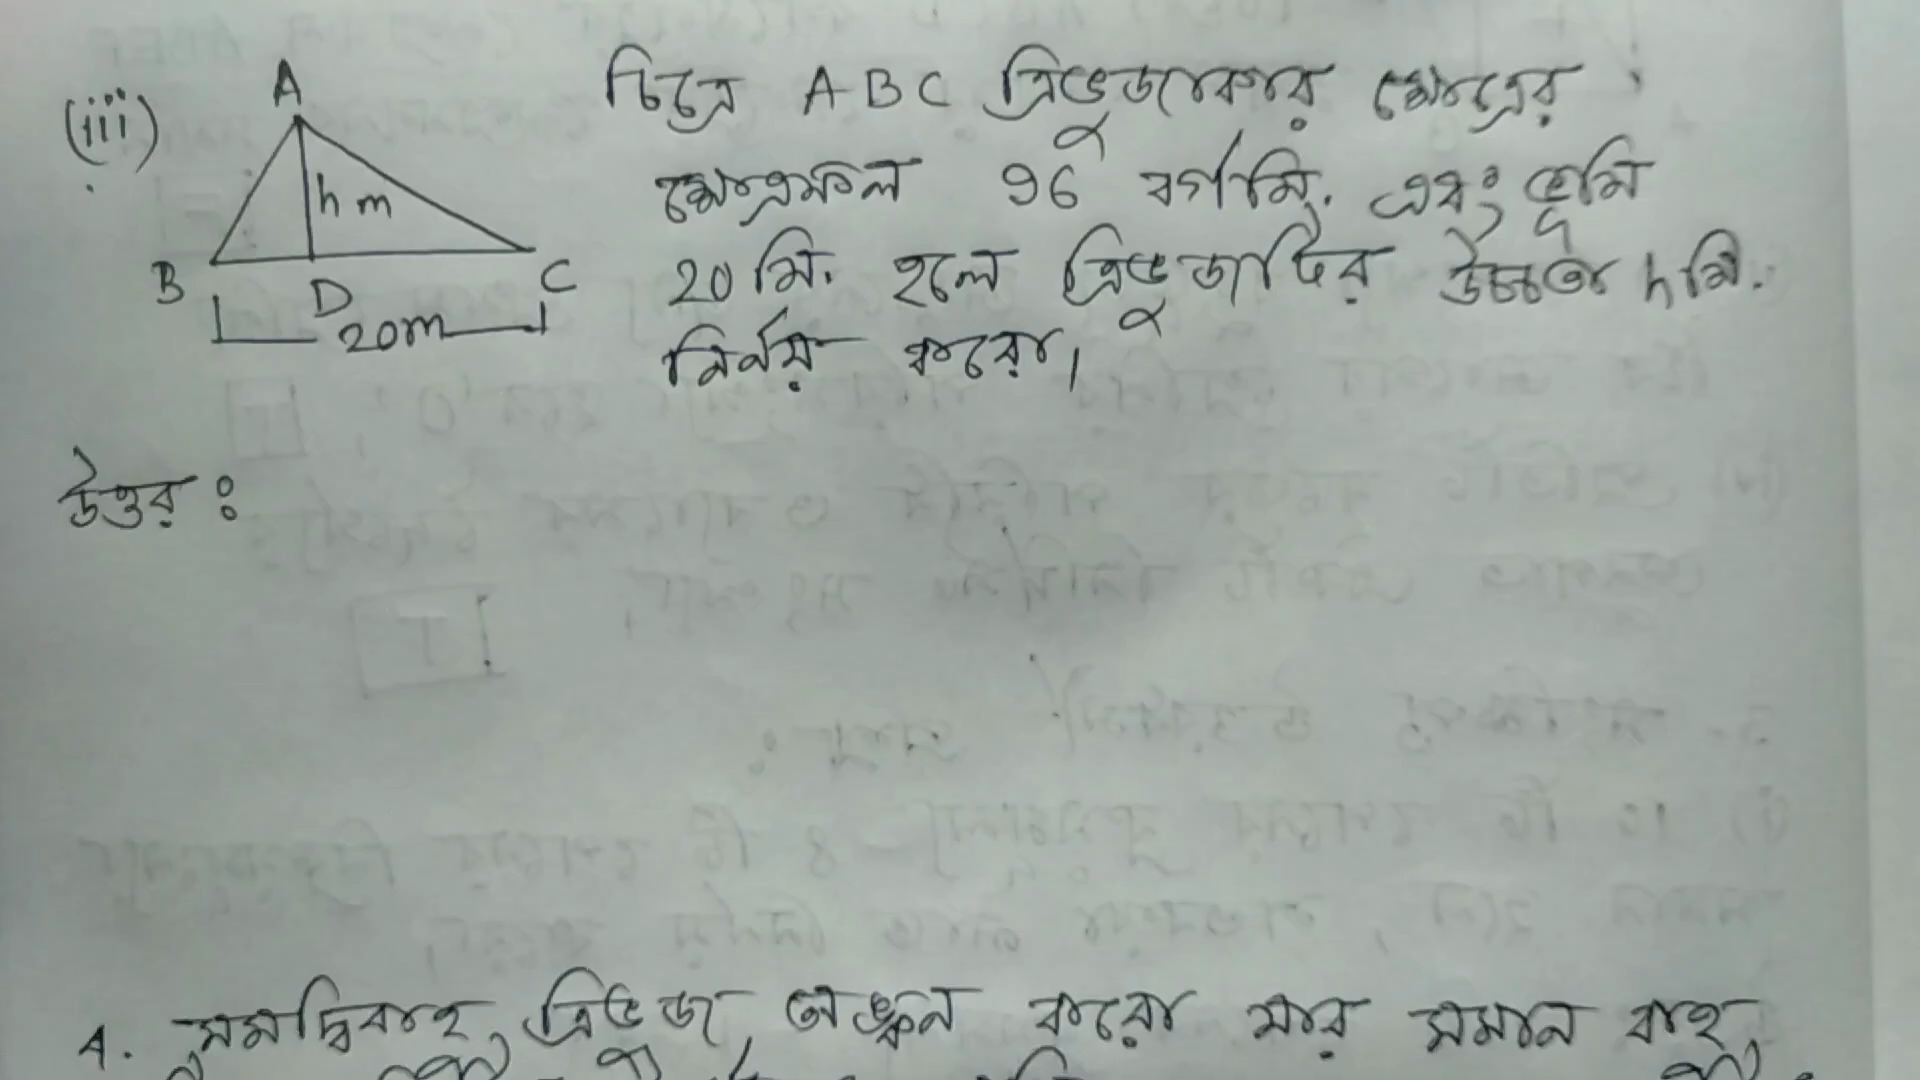 (iii)
A
h m
B
D
C
20m
চিত্রে ABC ত্রিভুজাকার ক্ষেত্রের
ক্ষেত্রফল 96 বর্গমি. এবং ভূমি
20 মি. হলে ত্রিভুজটির উচ্চতা h মি.
নির্ণয় করো।
উত্তর :
4. সমদ্বিবাহু ত্রিভুজ অঙ্কন করো যার সমান বাহু